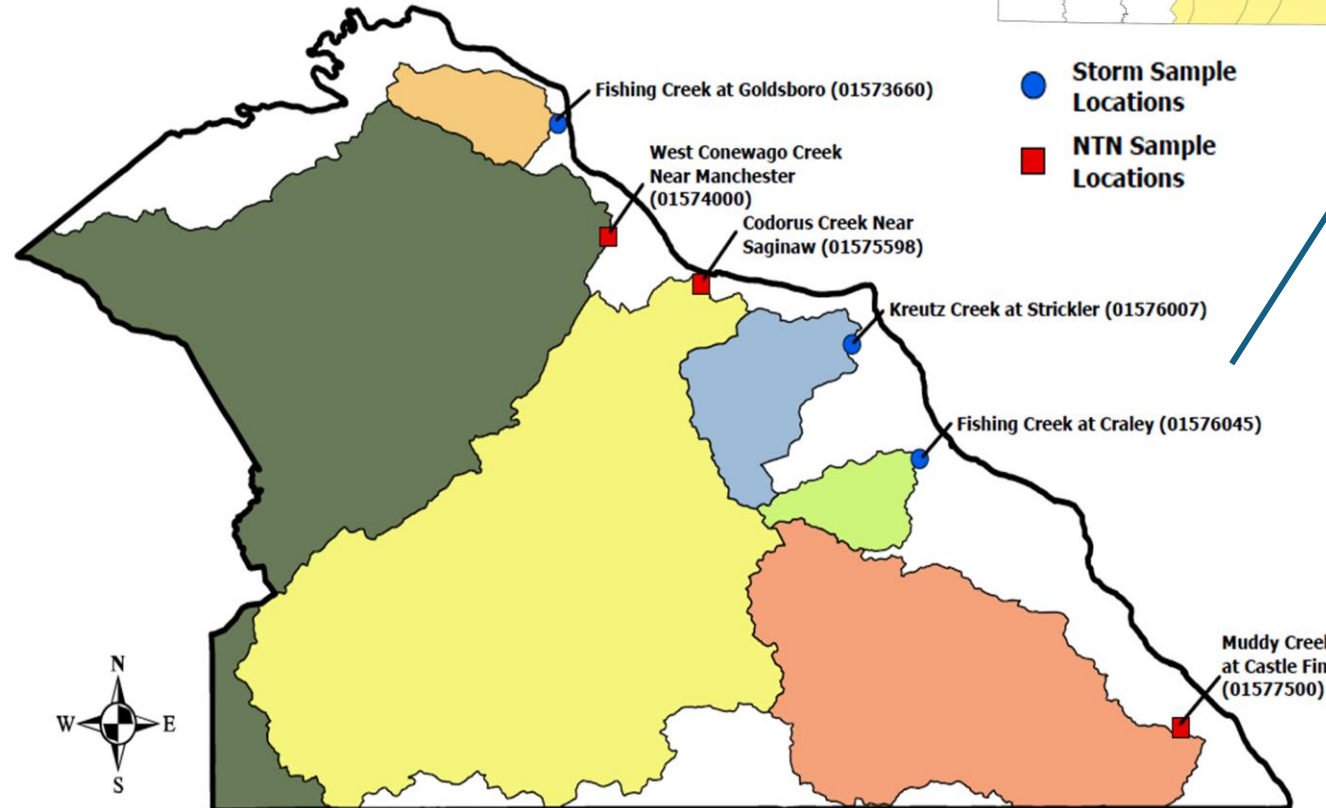 Storm Sample
Locations
NTN Sample
Locations
Fishing Creek at Goldsboro (01573660)
West Conewago Creek
Near Manchester
(01574000)
Codorus Creek Near
Saginaw (01575598)
Kreutz Creek at Strickler (01576007)
Fishing Creek at Craley (01576045)
Muddy Creek
at Castle Fin
(01577500)
N
W E
S